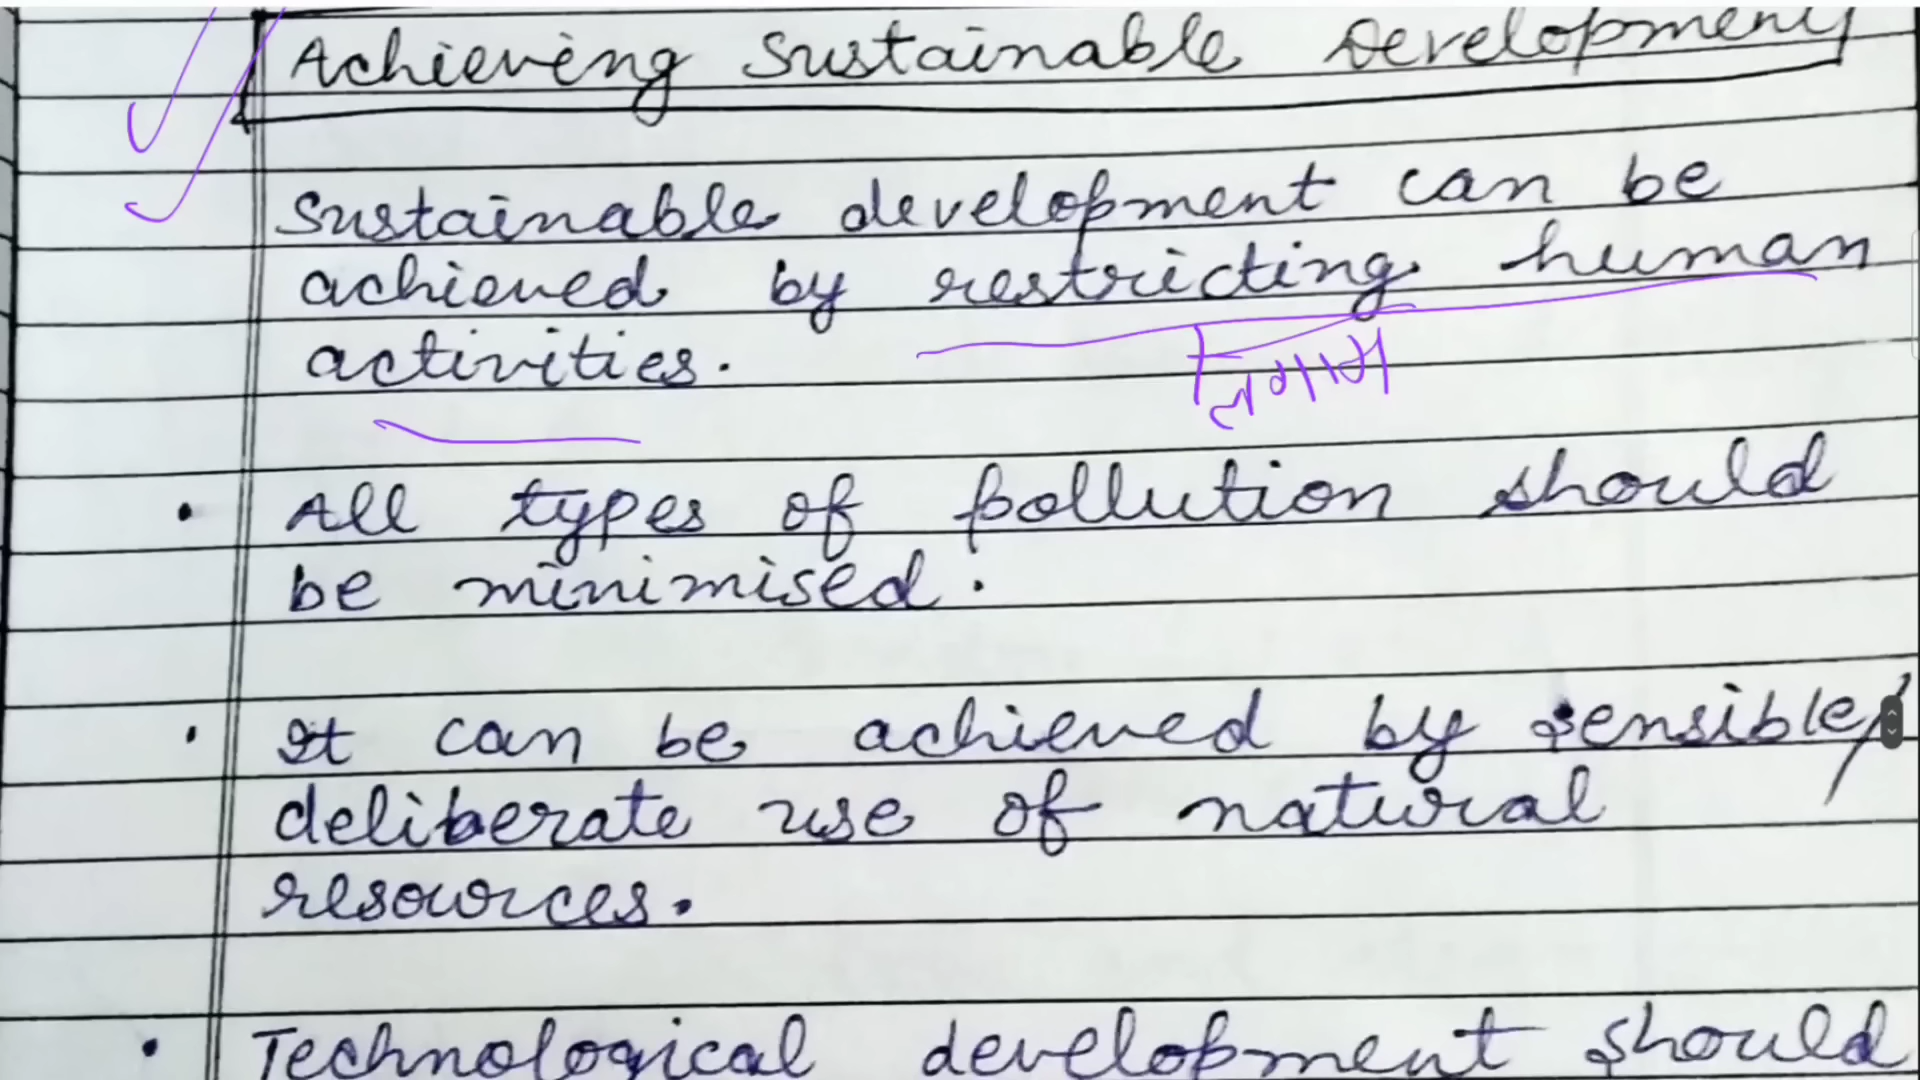 Achieving Sustainable Development
Sustainable development can be
achieved by restricting human
activities.
• All types of pollution should
be minimised.
• It can be achieved by sensible/
deliberate use of natural
resources.
• Technological development should